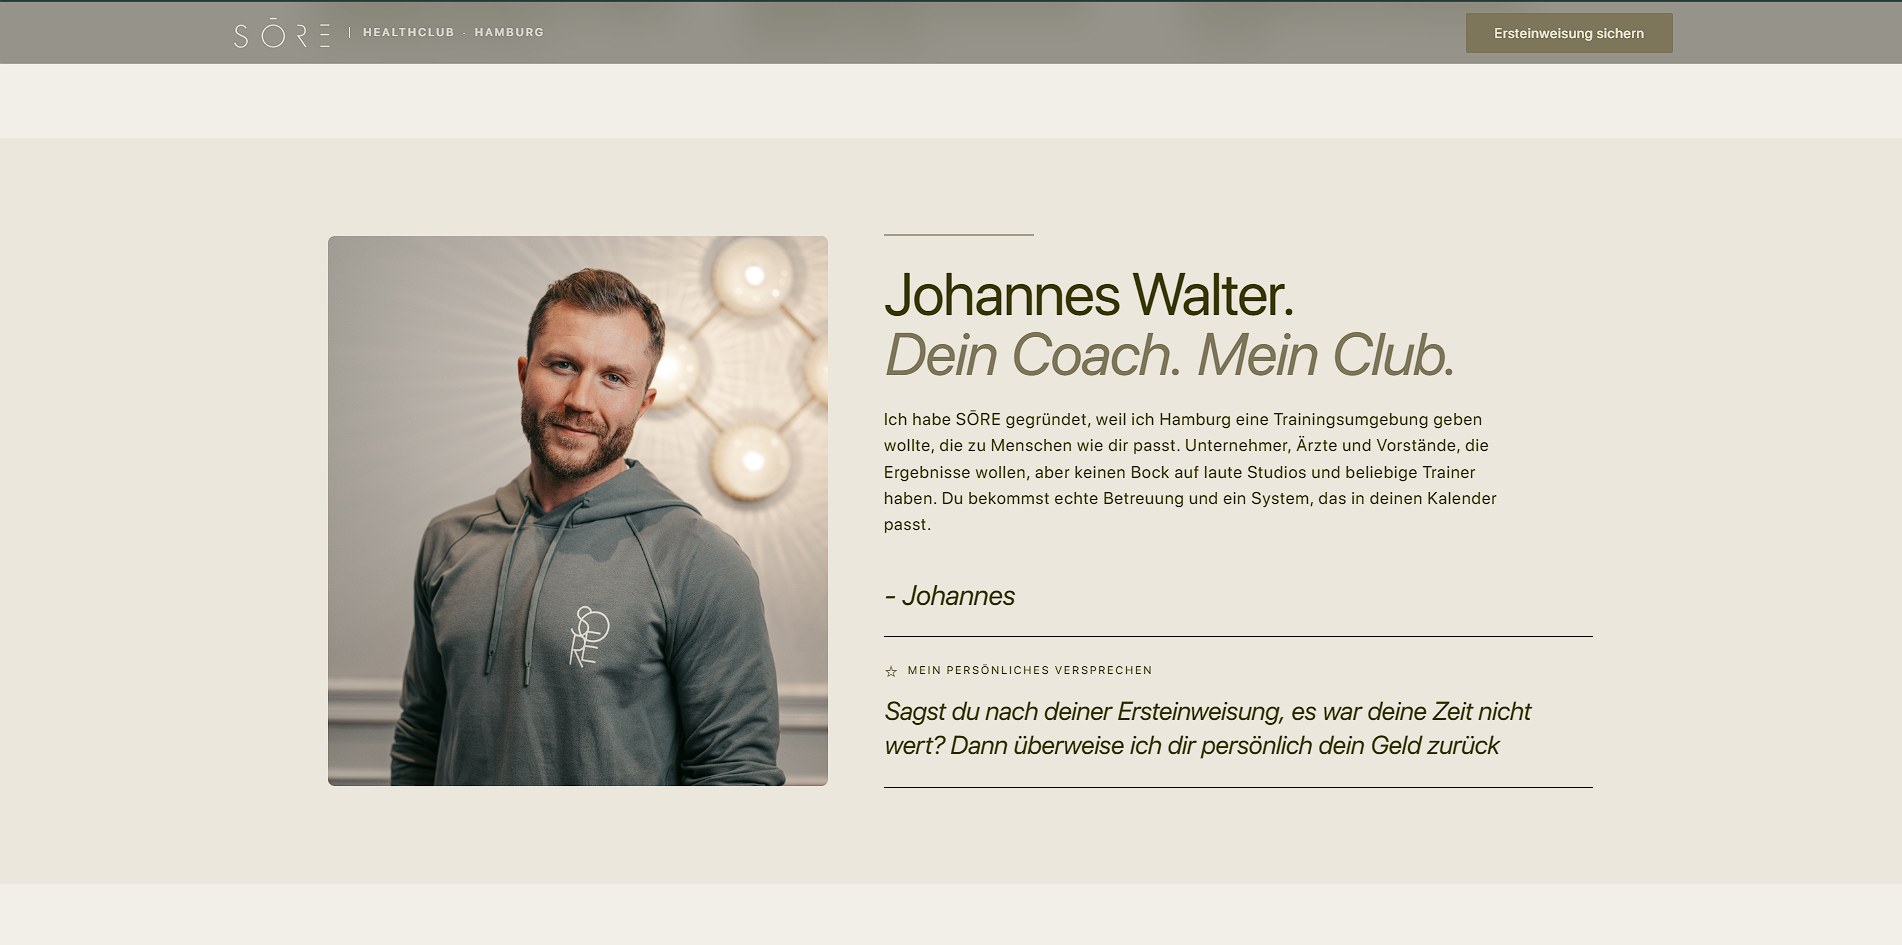 SŌRE | HEALTHCLUB · HAMBURG
Ersteinweisung sichern
Johannes Walter.
Dein Coach. Mein Club.
Ich habe SŌRE gegründet, weil ich Hamburg eine Trainingsumgebung geben
wollte, die zu Menschen wie dir passt. Unternehmer, Ärzte und Vorstände, die
Ergebnisse wollen, aber keinen Bock auf laute Studios und beliebige Trainer
haben. Du bekommst echte Betreuung und ein System, das in deinen Kalender
passt.
- Johannes
☆ MEIN PERSÖNLICHES VERSPRECHEN
Sagst du nach deiner Ersteinweisung, es war deine Zeit nicht
wert? Dann überweise ich dir persönlich dein Geld zurück
SORE